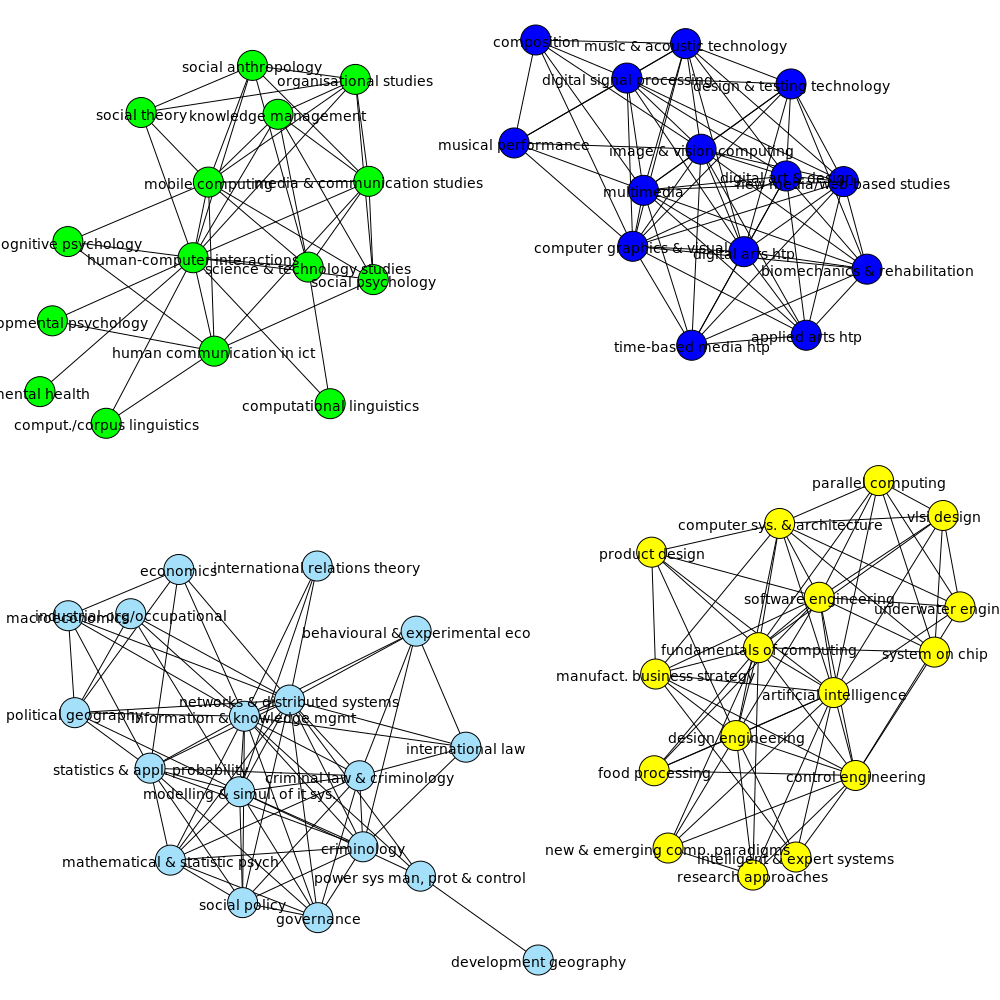 social anthropology
organisational studies
social theory
knowledge management
mobile computing
media & communication studies
ognitive psychology
human-computer interactions
science & technology studies
social psychology
opmental psychology
human communication in ict
mental health
computational linguistics
comput./corpus linguistics
composition
music & acoustic technology
digital signal processing
design & testing technology
musical performance
image & vision computing
digital art & design
new media/web-based studies
multimedia
computer graphics & visual
digital arts htp
biomechanics & rehabilitation
time-based media htp
applied arts htp
economics
international relations theory
macroeconomics
industrial org/occupational
behavioural & experimental eco
networks & distributed systems
political geography
information & knowledge mgmt
international law
statistics & appl. probability
criminal law & criminology
modelling & simul. of it sys.
criminology
mathematical & statistic psych
power sys man, prot & control
social policy
governance
development geography
parallel computing
vlsi design
computer sys. & architecture
product design
software engineering
underwater engin
fundamentals of computing
system on chip
manufact. business strategy
artificial intelligence
design engineering
food processing
control engineering
new & emerging comp. paradigms
intelligent & expert systems
research approaches